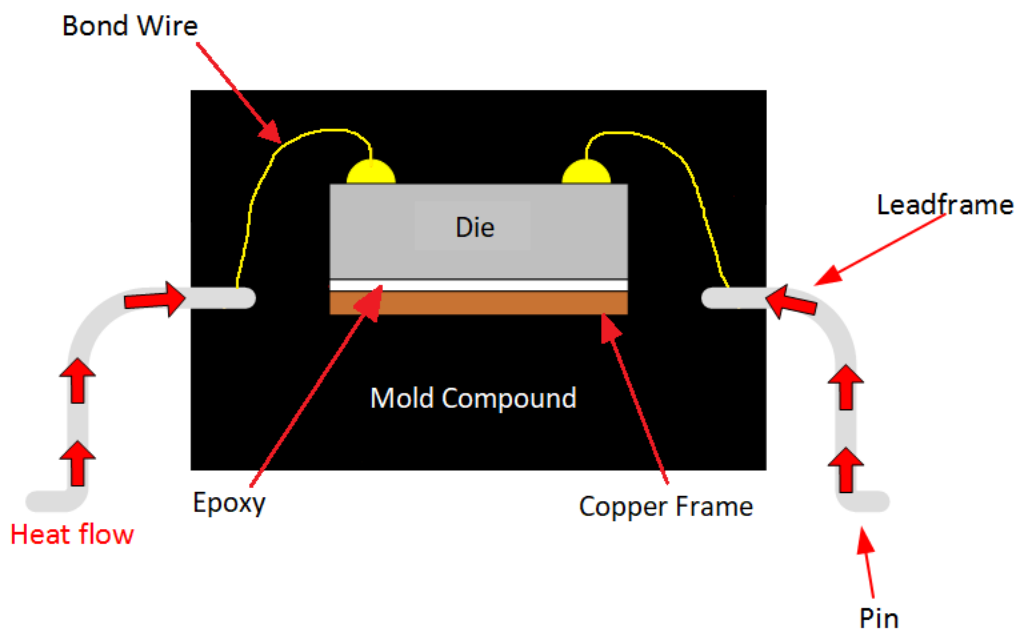 Bond Wire
Leadframe
Die
Mold Compound
Epoxy
Copper Frame
Heat flow
Pin